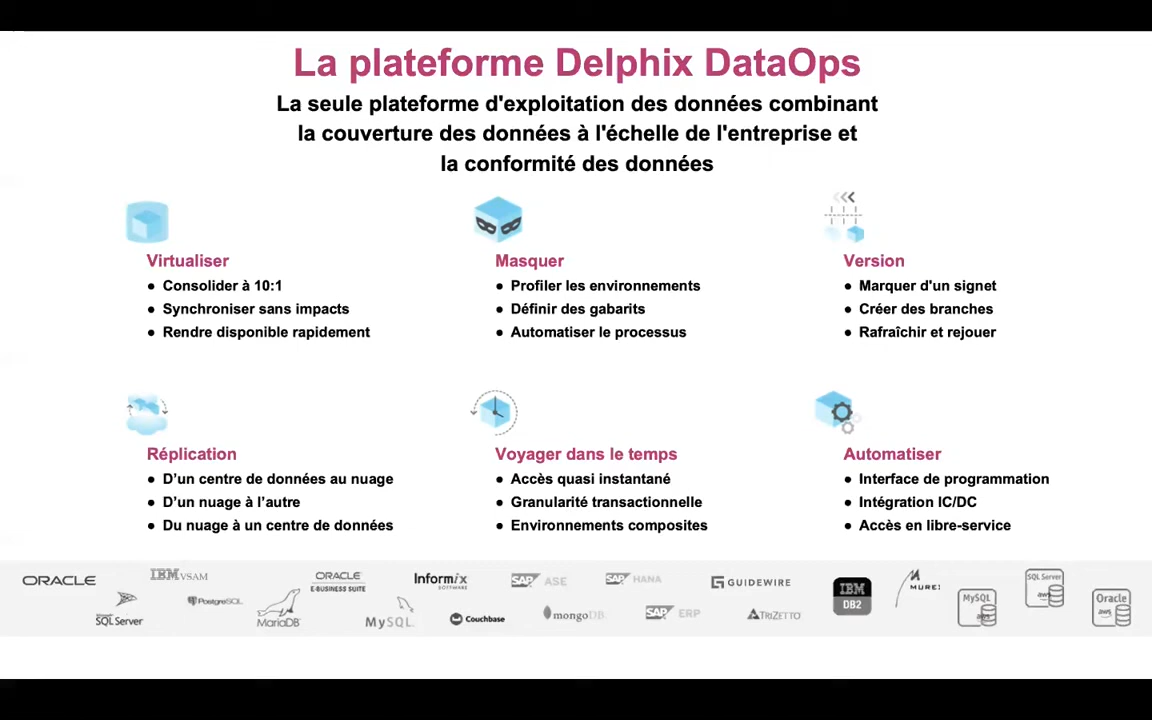 La plateforme Delphix DataOps
La seule plateforme d'exploitation des données combinant
la couverture des données à l'échelle de l'entreprise et
la conformité des données
Virtualiser
● Consolider à 10:1
● Synchroniser sans impacts
● Rendre disponible rapidement
Masquer
● Profiler les environnements
● Définir des gabarits
● Automatiser le processus
Version
● Marquer d'un signet
● Créer des branches
● Rafraîchir et rejouer
Réplication
● D’un centre de données au nuage
● D’un nuage à l’autre
● Du nuage à un centre de données
Voyager dans le temps
● Accès quasi instantané
● Granularité transactionnelle
● Environnements composites
Automatiser
● Interface de programmation
● Intégration IC/DC
● Accès en libre-service
ORACLE
IBM VSAM
ORACLE
E-BUSINESS SUITE
Informix
SOFTWARE
SAP ASE
SAP HANA
GUIDEWIRE
IBM
DB2
MUREX
SQL Server
aws
Oracle
aws
SQL Server
PostgreSQL
MariaDB
MySQL
Couchbase
mongoDB
SAP ERP
TRIZETTO
MySQL
aws